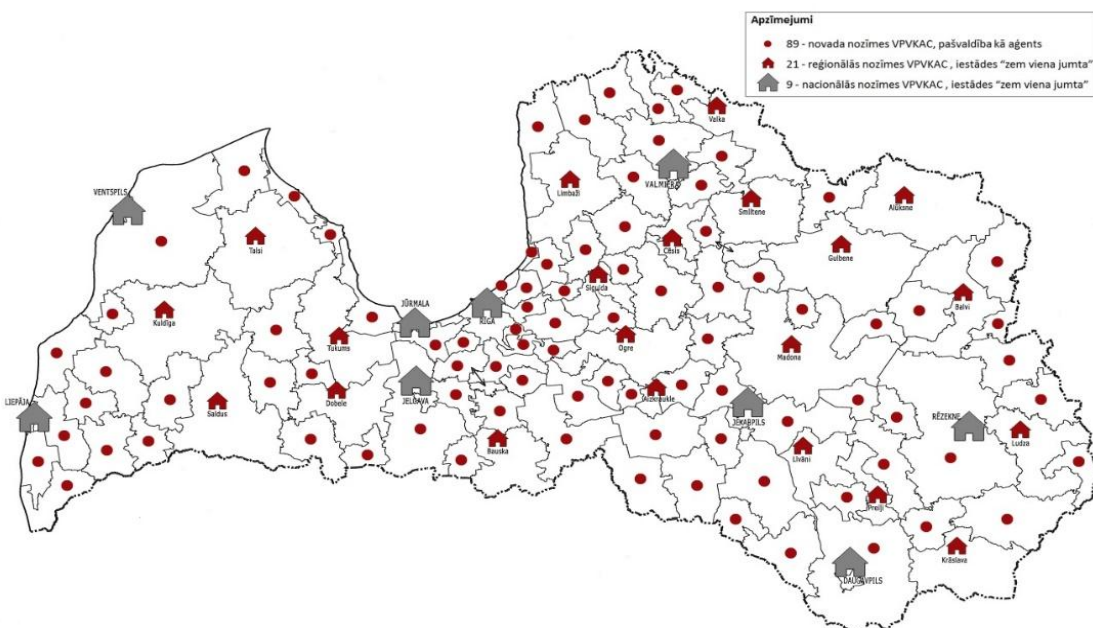 Apzīmējumi
89 - novada nozīmes VPVKAC, pašvaldība kā aģents
21 - reģionālās nozīmes VPVKAC , iestādes "zem viena jumta"
9 - nacionālās nozīmes VPVKAC , iestādes "zem viena jumta"
Valka
VALMIERA
Limbaži
VENTSPILS
Smiltene
Alūksne
Talsi
Cēsis
Gulbene
Sigulda
Balvi
Kuldīga
JŪRMALA
RĪGA
Tukums
Ogre
Madona
LIEPĀJA
Saldus
Dobele
JELGAVA
Aizkraukle
JĒKABPILS
RĒZEKNE
Ludza
Bauska
Līvāni
Preiļi
Krāslava
DAUGAVPILS